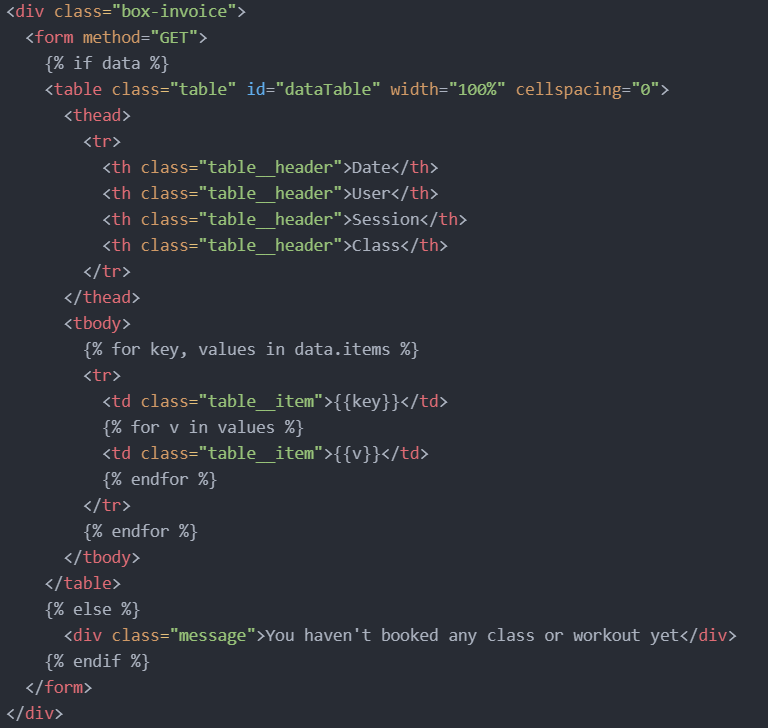 <div class="box-invoice">
  <form method="GET">
    {% if data %}
    <table class="table" id="dataTable" width="100%" cellspacing="0">
      <thead>
        <tr>
          <th class="table__header">Date</th>
          <th class="table__header">User</th>
          <th class="table__header">Session</th>
          <th class="table__header">Class</th>
        </tr>
      </thead>
      <tbody>
        {% for key, values in data.items %}
        <tr>
          <td class="table__item">{{key}}</td>
          {% for v in values %}
          <td class="table__item">{{v}}</td>
          {% endfor %}
        </tr>
        {% endfor %}
      </tbody>
    </table>
    {% else %}
      <div class="message">You haven't booked any class or workout yet</div>
    {% endif %}
  </form>
</div>